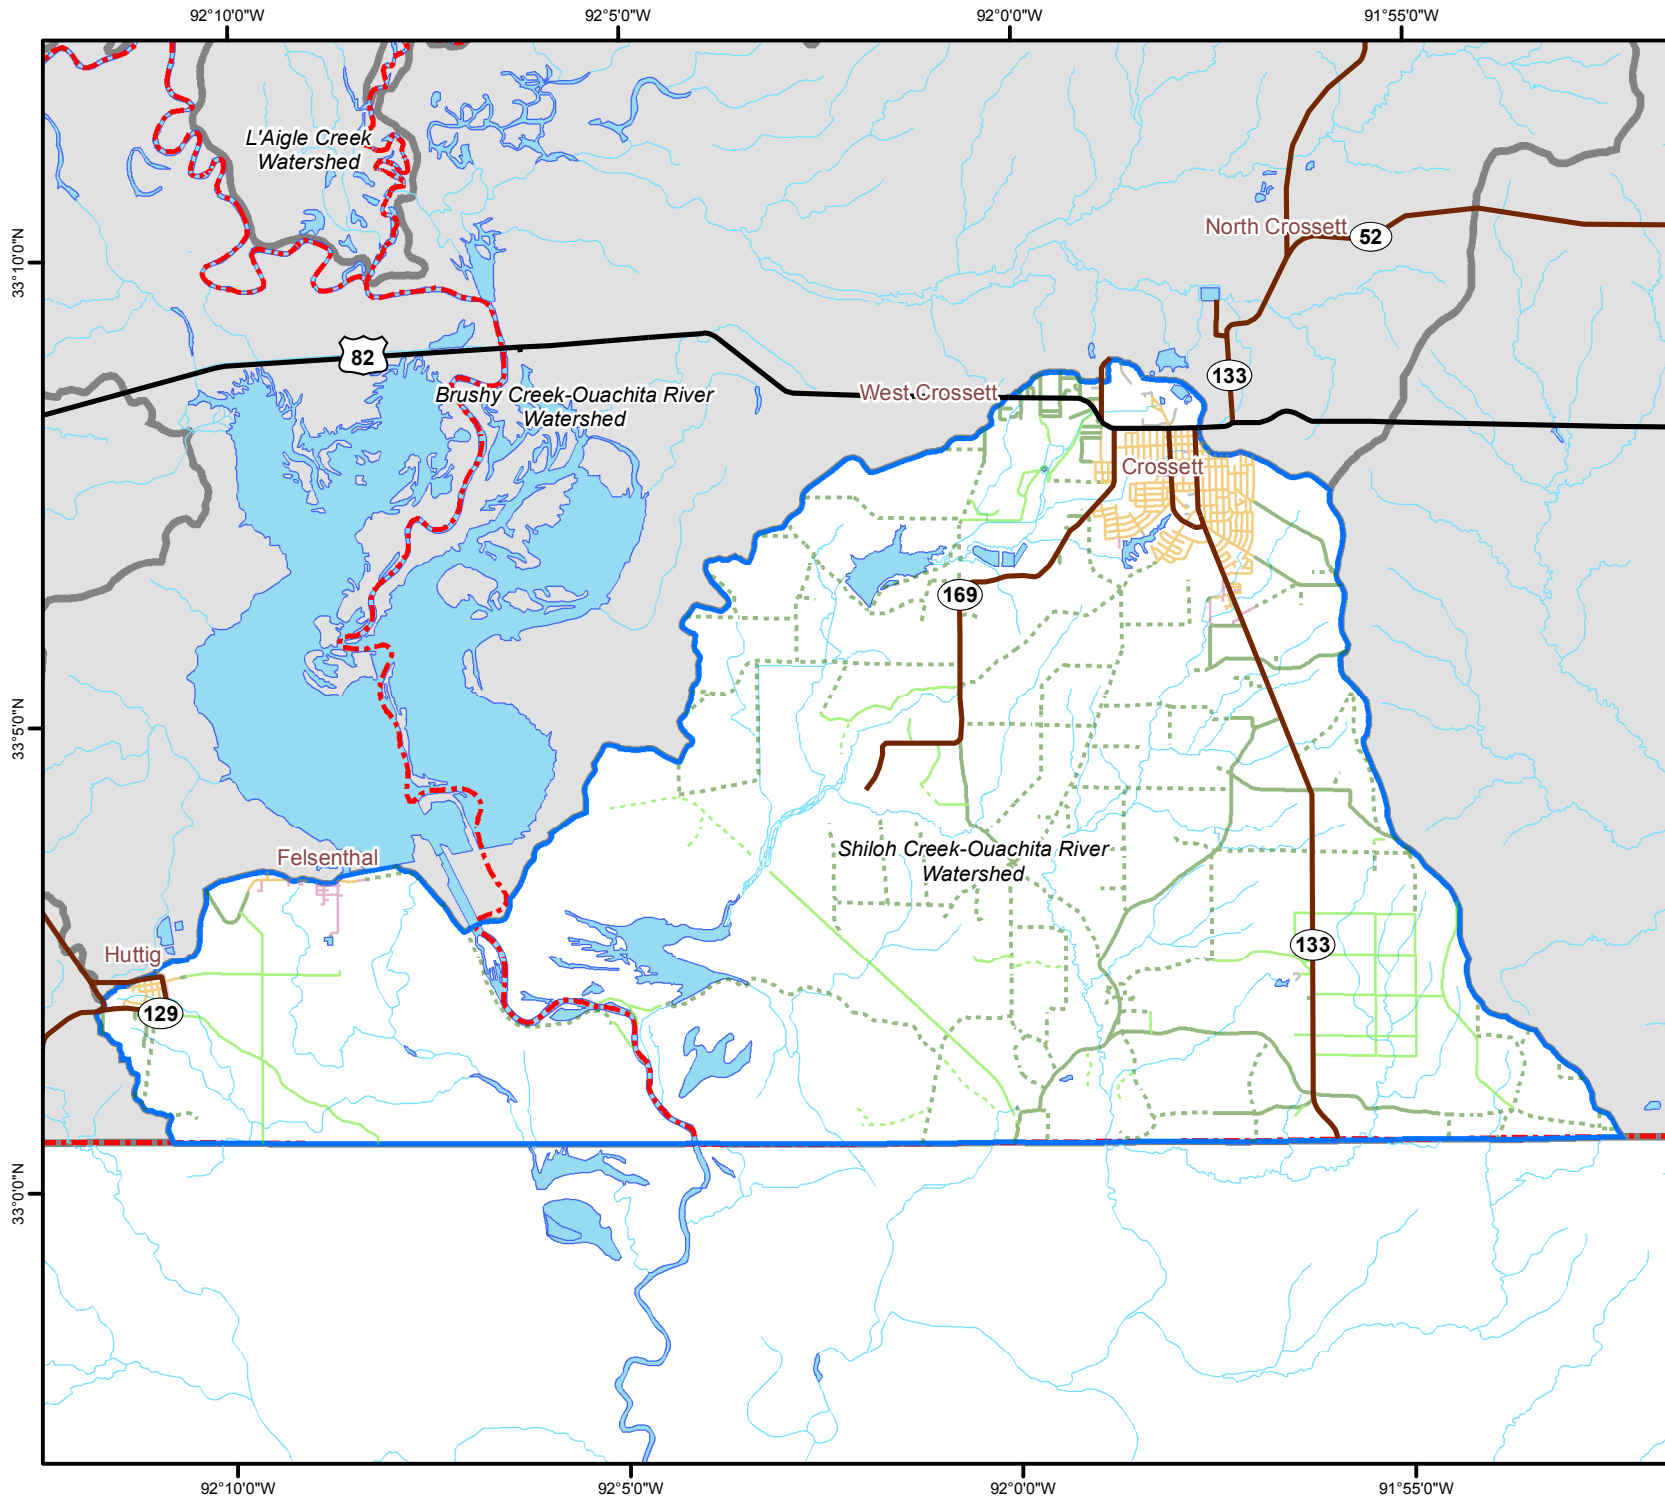 92°10'0"W
92°5'0"W
92°0'0"W
91°55'0"W
L'Aigle Creek
Watershed
North Crossett
52
33°10'0"N
33°10'0"N
82
133
Brushy Creek-Ouachita River
Watershed
West Crossett
Crossett
169
33°5'0"N
Shiloh Creek-Ouachita River
Watershed
Felsenthal
133
Huttig
129
33°0'0"N
92°10'0"W
92°5'0"W
92°0'0"W
91°55'0"W